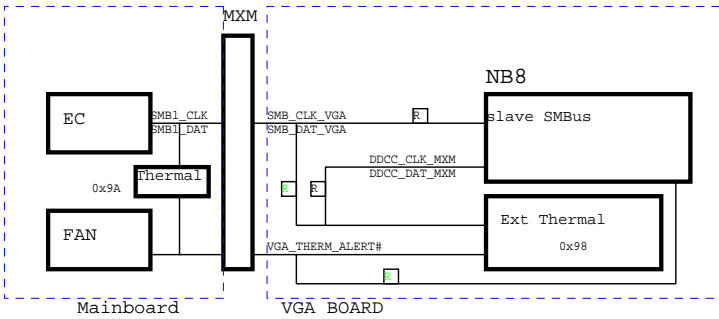 MXM
NB8
EC
SMB1_CLK
SMB_CLK_VGA
R
slave SMBus
SMB1_DAT
SMB_DAT_VGA
DDCC_CLK_MXM
DDCC_DAT_MXM
Thermal
0x9A
R
R
FAN
Ext Thermal
VGA_THERM_ALERT#
0x98
R
Mainboard
VGA BOARD